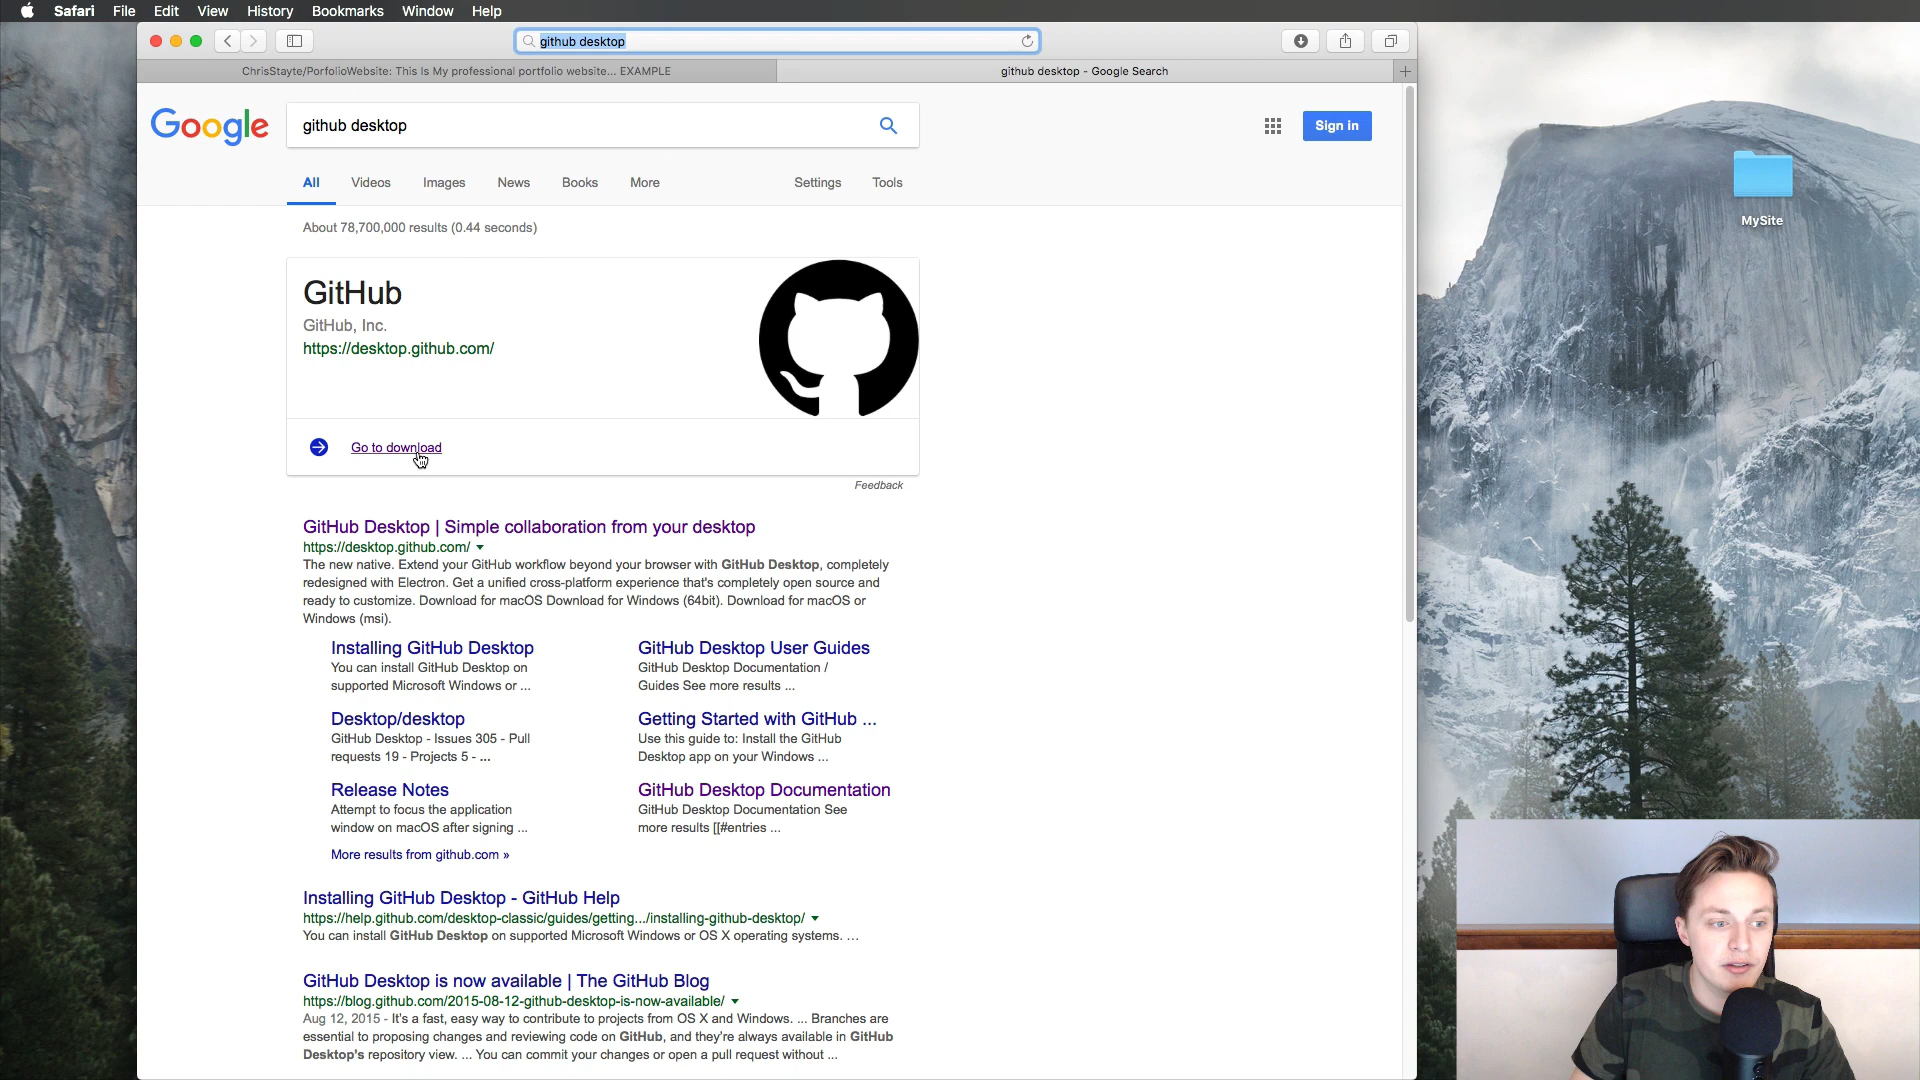 Safari File Edit View History Bookmarks Window Help
github desktop
ChrisStayte/PorfolioWebsite: This Is My professional portfolio website... EXAMPLE
github desktop - Google Search
Google
github desktop
Sign in
All Videos Images News Books More Settings Tools
About 78,700,000 results (0.44 seconds)
GitHub
GitHub, Inc.
https://desktop.github.com/
Go to download
Feedback
GitHub Desktop | Simple collaboration from your desktop
https://desktop.github.com/
The new native. Extend your GitHub workflow beyond your browser with GitHub Desktop, completely
redesigned with Electron. Get a unified cross-platform experience that's completely open source and
ready to customize. Download for macOS Download for Windows (64bit). Download for macOS or
Windows (msi).
Installing GitHub Desktop
You can install GitHub Desktop on
supported Microsoft Windows or ...
GitHub Desktop User Guides
GitHub Desktop Documentation /
Guides See more results ...
Desktop/desktop
GitHub Desktop - Issues 305 - Pull
requests 19 - Projects 5 - ...
Getting Started with GitHub ...
Use this guide to: Install the GitHub
Desktop app on your Windows ...
Release Notes
Attempt to focus the application
window on macOS after signing ...
GitHub Desktop Documentation
GitHub Desktop Documentation See
more results [[#entries ...
More results from github.com »
Installing GitHub Desktop - GitHub Help
https://help.github.com/desktop-classic/guides/getting.../installing-github-desktop/
You can install GitHub Desktop on supported Microsoft Windows or OS X operating systems. ...
GitHub Desktop is now available | The GitHub Blog
https://blog.github.com/2015-08-12-github-desktop-is-now-available/
Aug 12, 2015 - It's a fast, easy way to contribute to projects from OS X and Windows. ... Branches are
essential to proposing changes and reviewing code on GitHub, and they're always available in GitHub
Desktop's repository view. ... You can commit your changes or open a pull request without ...
MySite